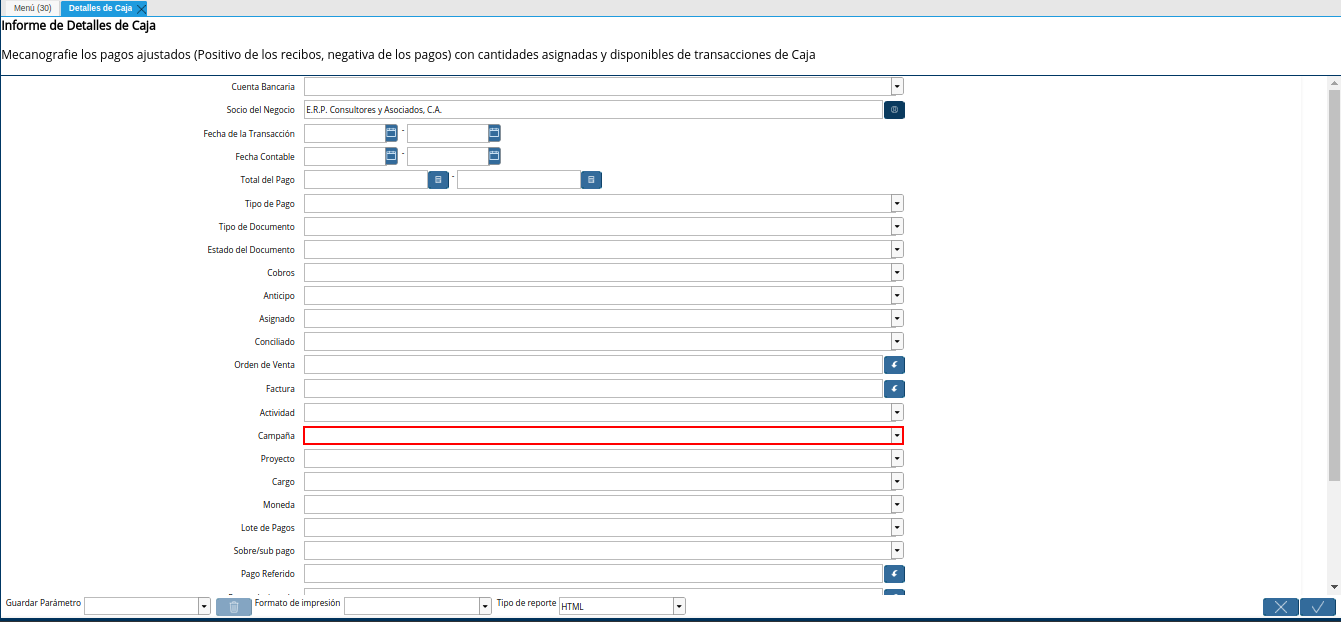 Menú (30)
Detalles de Caja
Informe de Detalles de Caja
Mecanografie los pagos ajustados (Positivo de los recibos, negativa de los pagos) con cantidades asignadas y disponibles de transacciones de Caja
Cuenta Bancaria
Socio del Negocio E.R.P. Consultores y Asociados, C.A.
Fecha de la Transacción -
Fecha Contable -
Total del Pago -
Tipo de Pago
Tipo de Documento
Estado del Documento
Cobros
Anticipo
Asignado
Conciliado
Orden de Venta
Factura
Actividad
Campaña
Proyecto
Cargo
Moneda
Lote de Pagos
Sobre/sub pago
Pago Referido
Guardar Parámetro Formato de impresión Tipo de reporte HTML